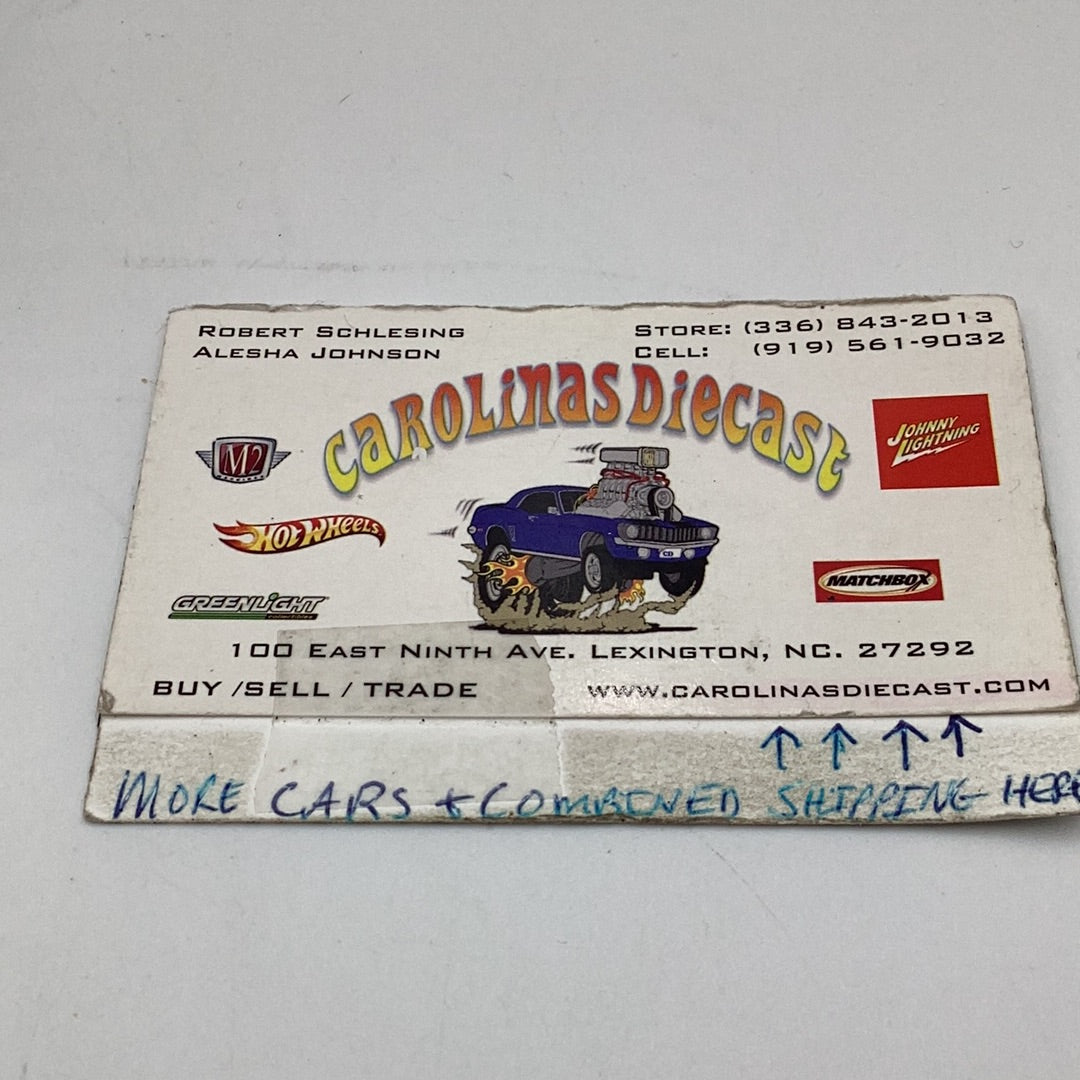 ROBERT SCHLESING
ALESHA JOHNSON
STORE: (336) 843-2013
CELL: (919) 561-9032
CAROLINAS DIECAST
M2
JOHNNY LIGHTNING
HOT WHEELS
MATCHBOX
GREENLIGHT
collectibles
CD
100 EAST NINTH AVE. LEXINGTON, NC. 27292
BUY /SELL / TRADE
WWW.CAROLINASDIECAST.COM
MORE CARS + COMBINED SHIPPING HERE